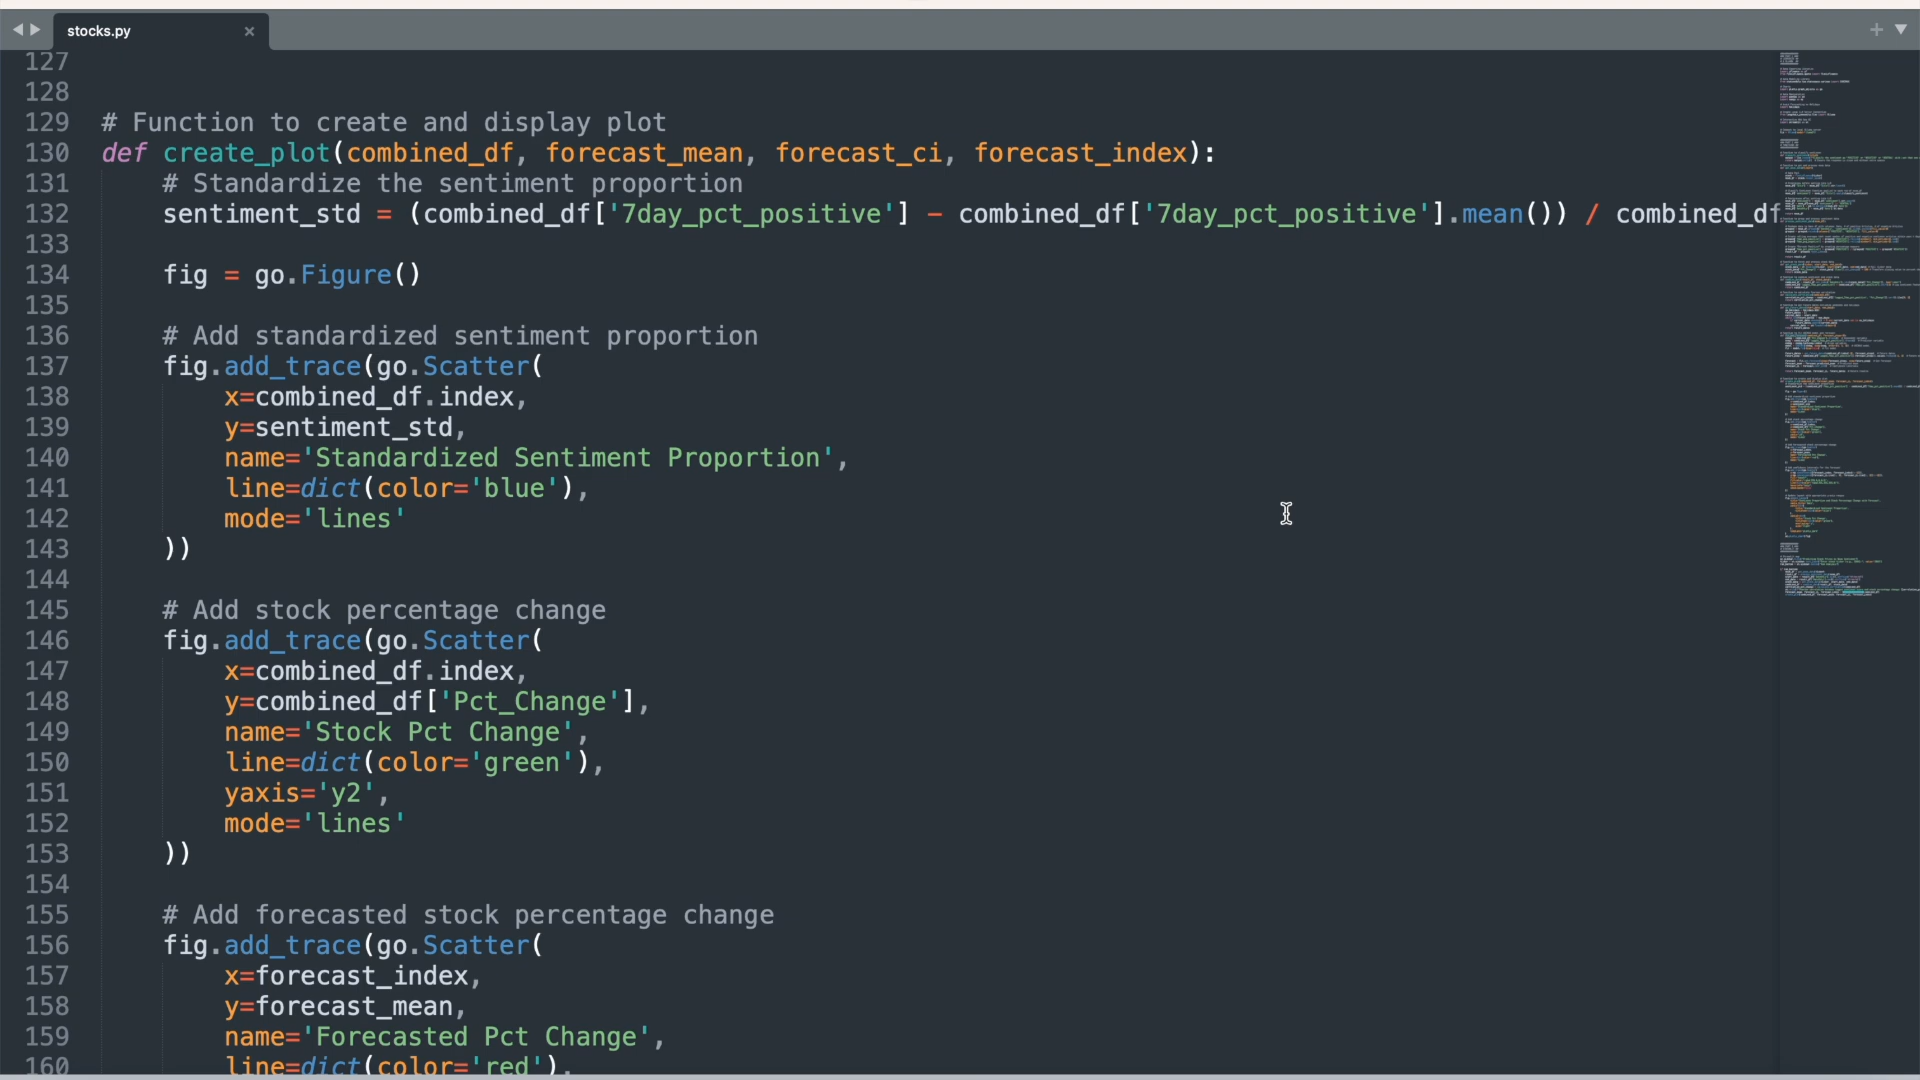 stocks.py
127
128
129 # Function to create and display plot
130 def create_plot(combined_df, forecast_mean, forecast_ci, forecast_index):
131     # Standardize the sentiment proportion
132     sentiment_std = (combined_df['7day_pct_positive'] - combined_df['7day_pct_positive'].mean()) / combined_df
133
134     fig = go.Figure()
135
136     # Add standardized sentiment proportion
137     fig.add_trace(go.Scatter(
138         x=combined_df.index,
139         y=sentiment_std,
140         name='Standardized Sentiment Proportion',
141         line=dict(color='blue'),
142         mode='lines'
143     ))
144
145     # Add stock percentage change
146     fig.add_trace(go.Scatter(
147         x=combined_df.index,
148         y=combined_df['Pct_Change'],
149         name='Stock Pct Change',
150         line=dict(color='green'),
151         yaxis='y2',
152         mode='lines'
153     ))
154
155     # Add forecasted stock percentage change
156     fig.add_trace(go.Scatter(
157         x=forecast_index,
158         y=forecast_mean,
159         name='Forecasted Pct Change',
160         line=dict(color='red'),